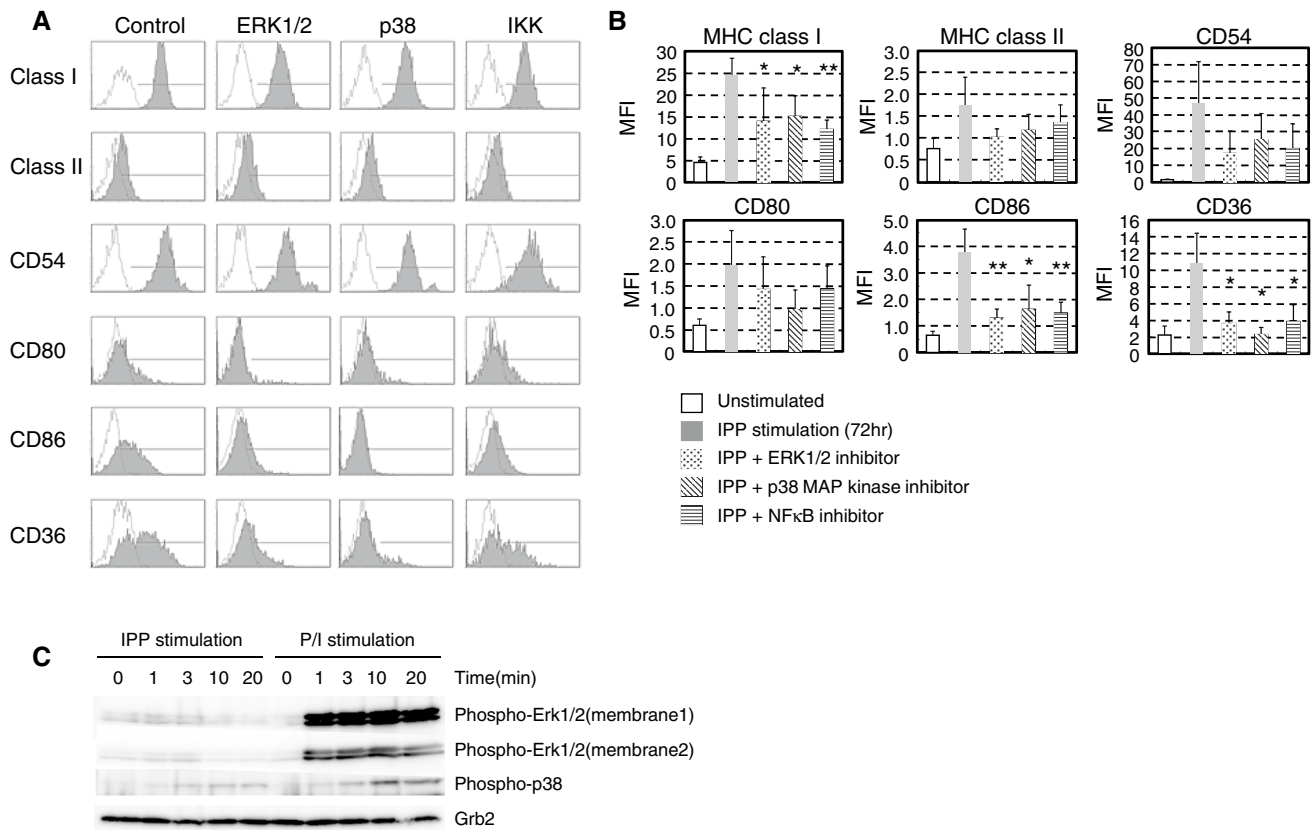 A
Control ERK1/2 p38 IKK
Class I
Class II
CD54
CD80
CD86
CD36
B
MHC class I
MFI
30
25
20
15
10
5
0
* * **
MHC class II
MFI
3.0
2.5
2.0
1.5
1.0
0.5
0
CD54
MFI
80
70
60
50
40
30
20
10
0
CD80
MFI
3.0
2.5
2.0
1.5
1.0
0.5
0
CD86
MFI
5.0
4.0
3.0
2.0
1.0
0
** * **
CD36
MFI
16
14
12
10
8
6
4
2
0
* * *
Unstimulated
IPP stimulation (72hr)
IPP + ERK1/2 inhibitor
IPP + p38 MAP kinase inhibitor
IPP + NFκB inhibitor
C
IPP stimulation P/I stimulation
0 1 3 10 20 0 1 3 10 20 Time(min)
Phospho-Erk1/2(membrane1)
Phospho-Erk1/2(membrane2)
Phospho-p38
Grb2